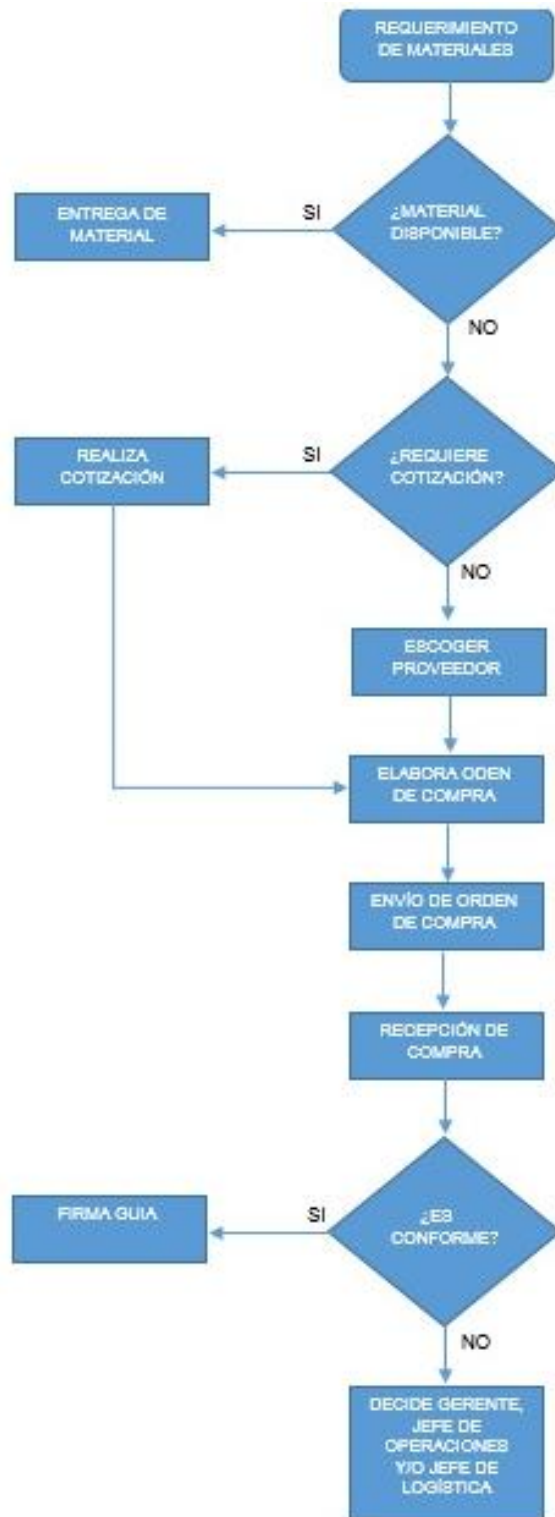 REQUERIMIENTO
DE MATERIALES
¿MATERIAL
DISPONIBLE?
SI
ENTREGA DE
MATERIAL
NO
¿REQUIERE
COTIZACIÓN?
SI
REALIZA
COTIZACIÓN
NO
ESCOGER
PROVEEDOR
ELABORA ODEN
DE COMPRA
ENVÍO DE ORDEN
DE COMPRA
RECEPCIÓN DE
COMPRA
¿ES
CONFORME?
SI
FIRMA GUIA
NO
DECIDE GERENTE,
JEFE DE
OPERACIONES
Y/O JEFE DE
LOGÍSTICA